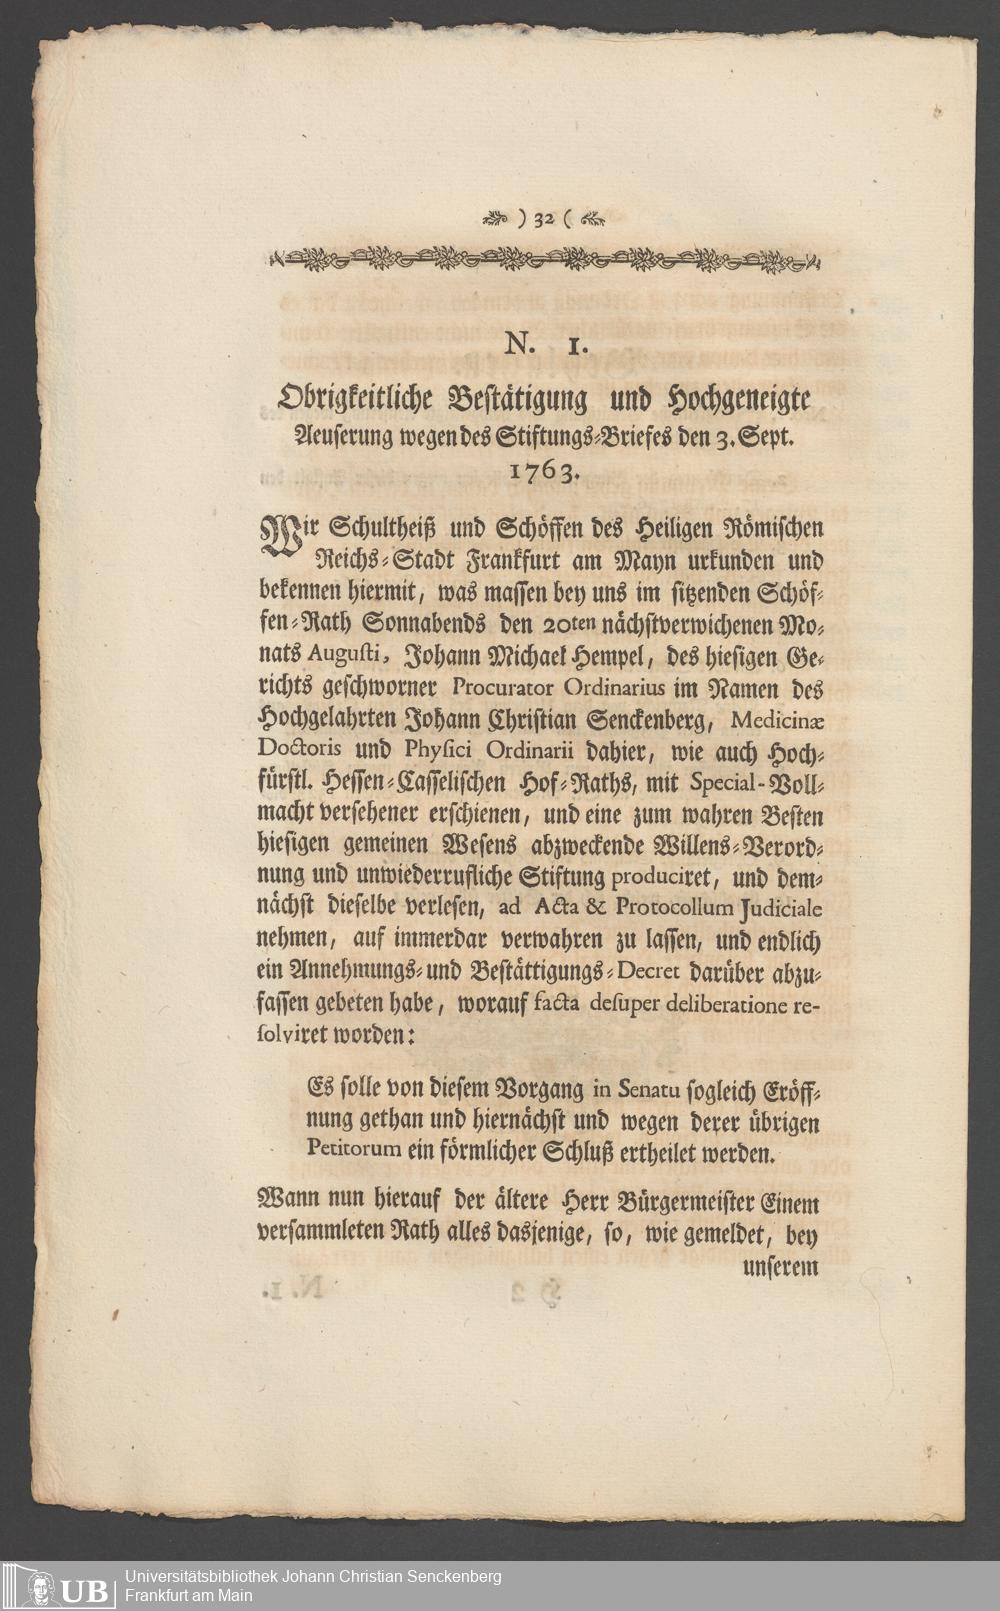 ) 32 (
N. 1.
Obrigkeitliche Bestätigung und Hochgeneigte
Aeuserung wegen des Stiftungs-Briefes den 3. Sept.
1763.
Wir Schultheiß und Schöffen des Heiligen Römischen
Reichs-Stadt Frankfurt am Mayn urkunden und
bekennen hiermit, was massen bey uns im sitzenden Schöf-
fen-Rath Sonnabends den 20ten nächstverwichenen Mo-
nats Augusti, Johann Michael Hempel, des hiesigen Ge-
richts geschworner Procurator Ordinarius im Namen des
Hochgelahrten Johann Christian Senckenberg, Medicinæ
Doctoris und Physici Ordinarii dahier, wie auch Hoch-
fürstl. Hessen-Casselischen Hof-Raths, mit Special-Voll-
macht versehener erschienen, und eine zum wahren Besten
hiesigen gemeinen Wesens abzweckende Willens-Verord-
nung und unwiederrufliche Stiftung produciret, und dem-
nächst dieselbe verlesen, ad Acta & Protocollum Judiciale
nehmen, auf immerdar verwahren zu lassen, und endlich
ein Annehmungs- und Bestättigungs-Decret darüber abzu-
fassen gebeten habe, worauf facta desuper deliberatione re-
solviret worden:
Es solle von diesem Vorgang in Senatu sogleich Eröff-
nung gethan und hiernächst und wegen derer übrigen
Petitorum ein förmlicher Schluß ertheilet werden.
Wann nun hierauf der ältere Herr Bürgermeister Einem
versammleten Rath alles dasjenige, so, wie gemeldet, bey
unserem
UB
Universitätsbibliothek Johann Christian Senckenberg
Frankfurt am Main